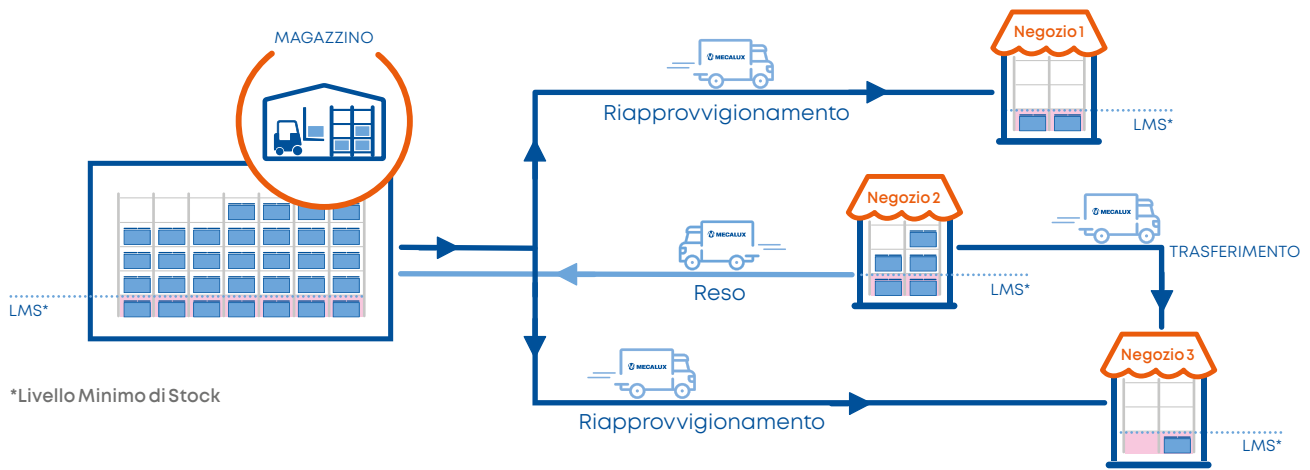 MAGAZZINO
LMS*
*Livello Minimo di Stock
MECALUX
Riapprovvigionamento
Negozio 1
LMS*
MECALUX
Reso
Negozio 2
LMS*
MECALUX
TRASFERIMENTO
MECALUX
Riapprovvigionamento
Negozio 3
LMS*